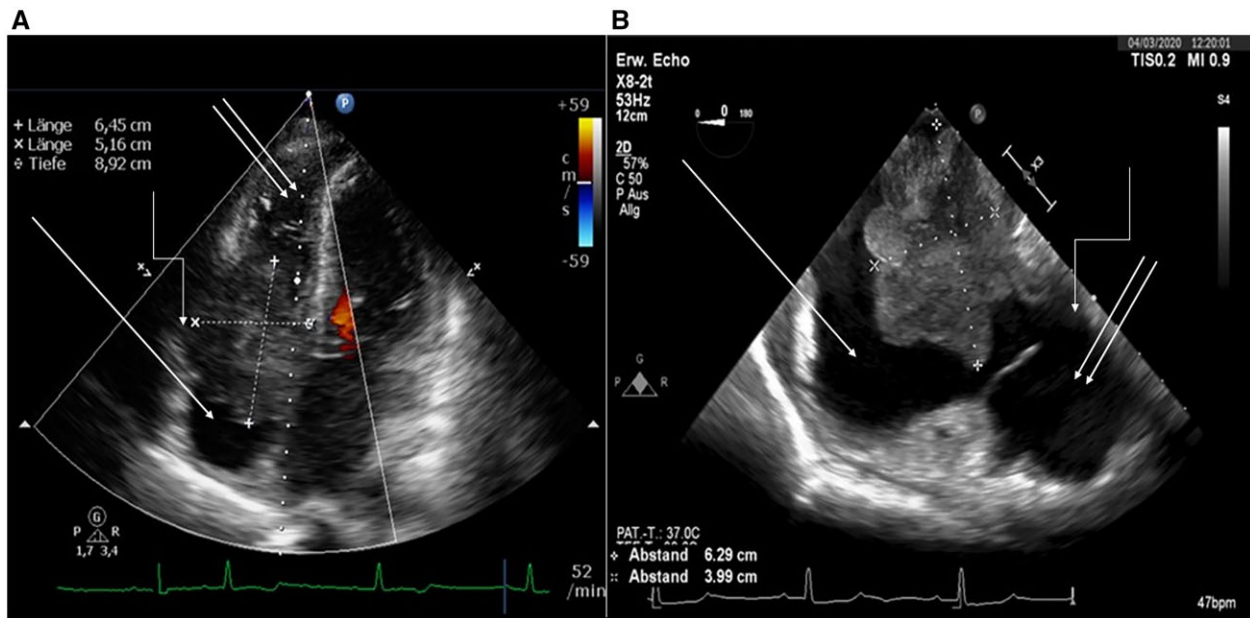 A
+ Länge 6,45 cm
× Länge 5,16 cm
Tiefe 8,92 cm
P
+59
c
m
/
s
-59
x
x
G
P R
1,7 3,4
52
/min
B
04/03/2020 12:20:01
TIS0.2 MI 0.9
Erw. Echo
X8-2t
53Hz
12cm
0 0 180
2D
57%
C 50
P Aus
Allg
P
S4
G
P R
PAT.-T.: 37.0C
Abstand 6.29 cm
Abstand 3.99 cm
47bpm